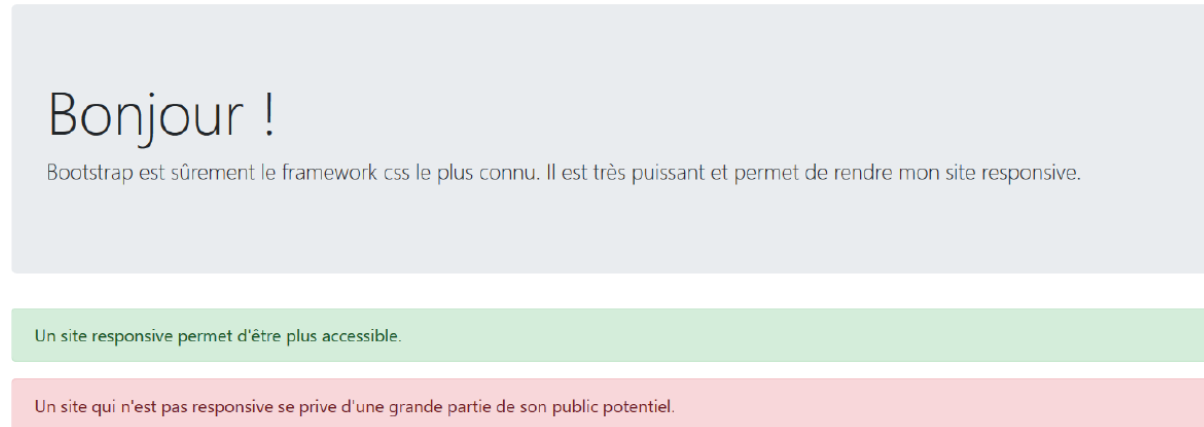 Bonjour !
Bootstrap est sûrement le framework css le plus connu. Il est très puissant et permet de rendre mon site responsive.
Un site responsive permet d'être plus accessible.
Un site qui n'est pas responsive se prive d'une grande partie de son public potentiel.